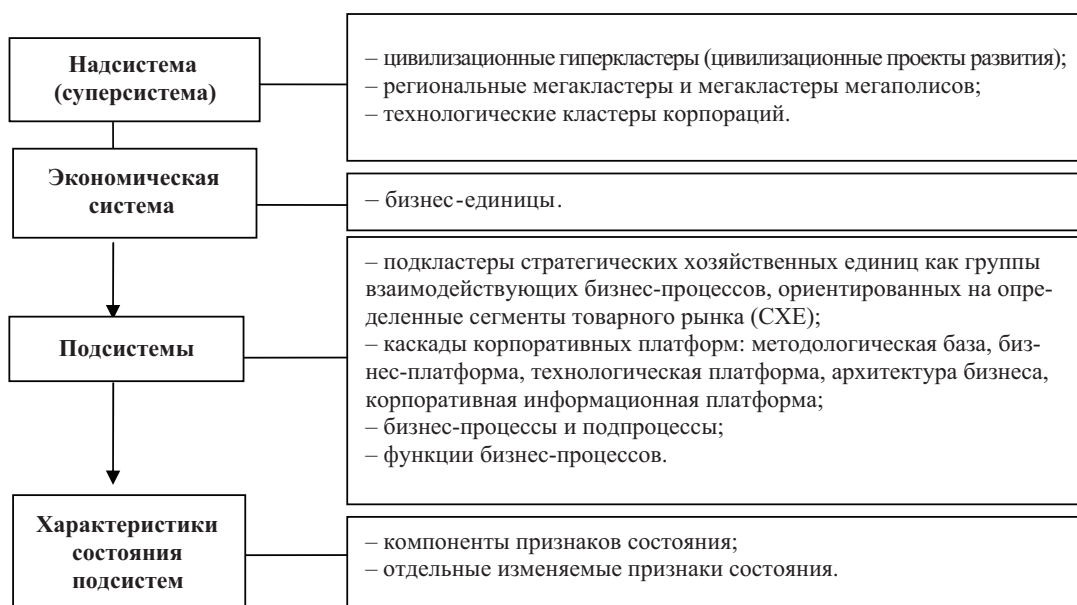 Надсистема
(суперсистема)
– цивилизационные гиперкластеры (цивилизационные проекты развития);
– региональные мегакластеры и мегакластеры мегаполисов;
– технологические кластеры корпораций.
Экономическая
система
– бизнес-единицы.
Подсистемы
– подкластеры стратегических хозяйственных единиц как группы
взаимодействующих бизнес-процессов, ориентированных на опре-
деленные сегменты товарного рынка (СХЕ);
– каскады корпоративных платформ: методологическая база, биз-
нес-платформа, технологическая платформа, архитектура бизнеса,
корпоративная информационная платформа;
– бизнес-процессы и подпроцессы;
– функции бизнес-процессов.
Характеристики
состояния
подсистем
– компоненты признаков состояния;
– отдельные изменяемые признаки состояния.